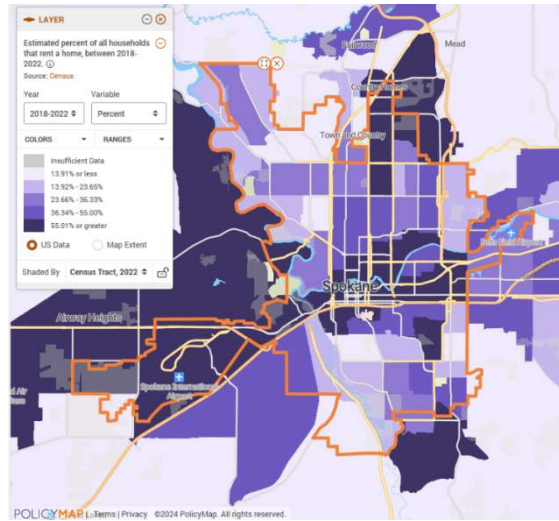 LAYER
Estimated percent of all households
that rent a home, between 2018-
2022.
Source: Census
Year
Variable
2018-2022
Percent
COLORS
RANGES
Insufficient Data
13.91% or less
13.92% - 23.65%
23.66% - 36.33%
36.34% - 55.00%
55.01% or greater
US Data
Map Extent
Shaded By
Census Tract, 2022
Mead
Town and Country
Spokane
Airway Heights
Spokane International
Airport
POLICYMAP
Terms | Privacy ©2024 PolicyMap. All rights reserved.